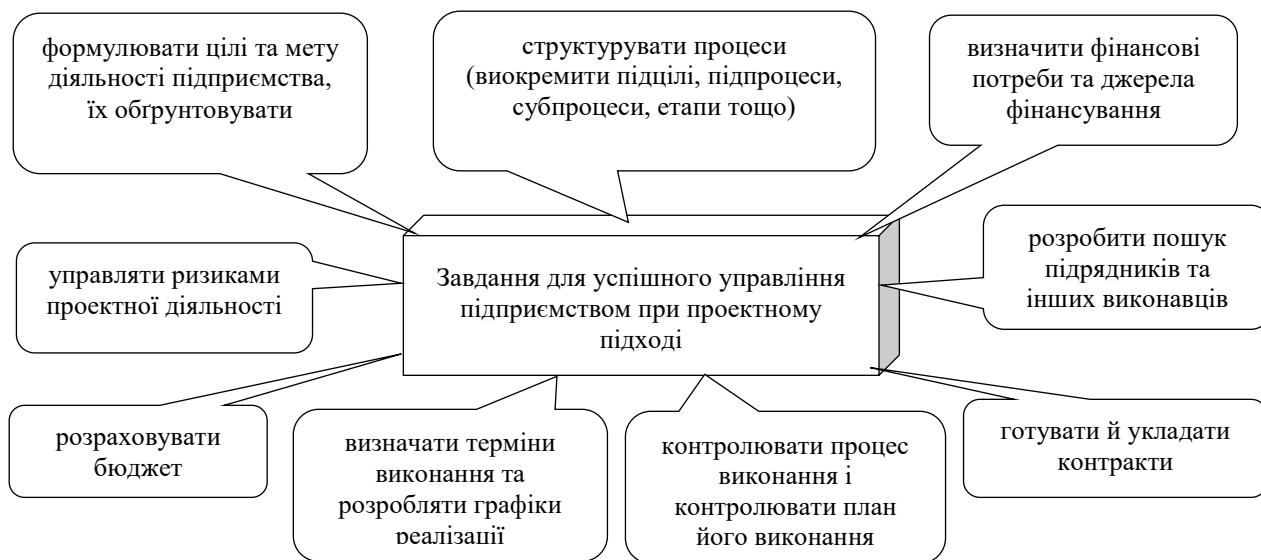 формулювати цілі та мету
діяльності підприємства,
їх обґрунтовувати
структурувати процеси
(виокремити підцілі, підпроцеси,
субпроцеси, етапи тощо)
визначити фінансові
потреби та джерела
фінансування
управляти ризиками
проектної діяльності
Завдання для успішного управління
підприємством при проектному
підході
розробити пошук
підрядників та
інших виконавців
розраховувати
бюджет
визначати терміни
виконання та
розробляти графіки
реалізації
контролювати процес
виконання і
контролювати план
його виконання
готувати й укладати
контракти